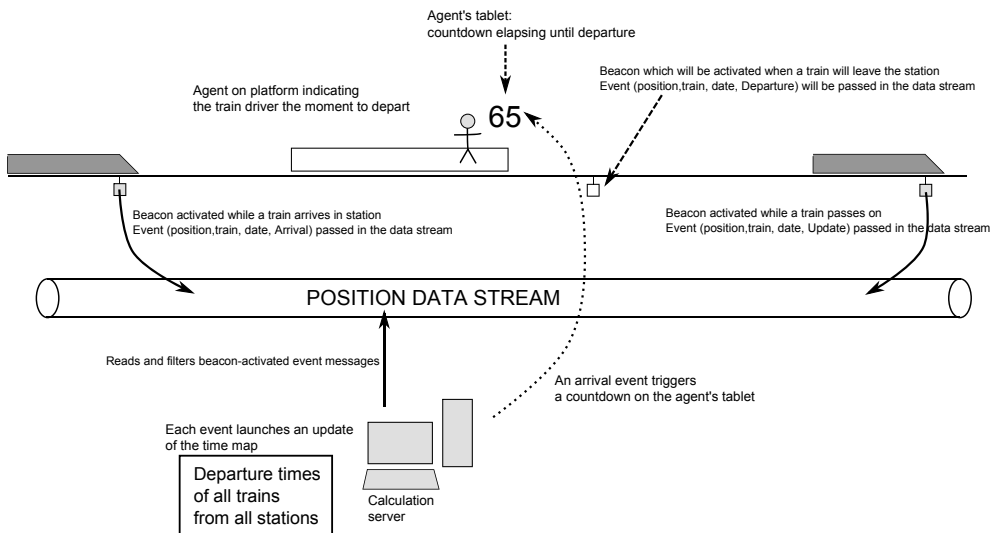 Agent's tablet:
countdown elapsing until departure
Beacon which will be activated when a train will leave the station
Event (position,train, date, Departure) will be passed in the data stream
Agent on platform indicating
the train driver the moment to depart
65
Beacon activated while a train arrives in station
Event (position,train, date, Arrival) passed in the data stream
Beacon activated while a train passes on
Event (position,train, date, Update) passed in the data stream
POSITION DATA STREAM
Reads and filters beacon-activated event messages
An arrival event triggers
a countdown on the agent's tablet
Each event launches an update
of the time map
Departure times
of all trains
from all stations
Calculation
server